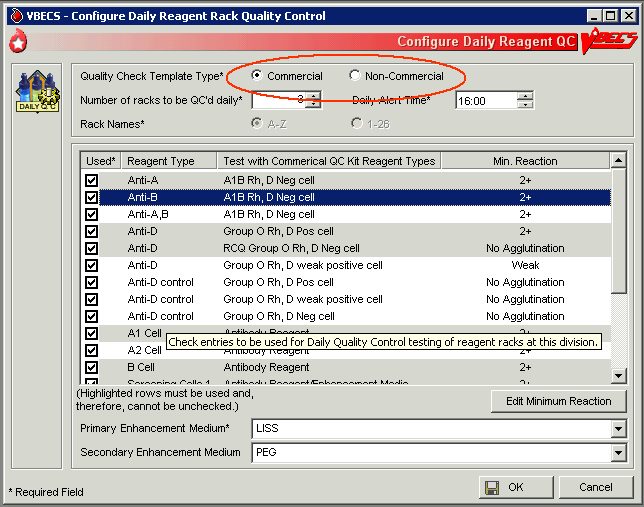 VBECS - Configure Daily Reagent Rack Quality Control
Configure Daily Reagent QC VBECS
DAILY QC
Quality Check Template Type* Commercial Non-Commercial
Number of racks to be QC'd daily* 3 Daily Alert Time* 16:00
Rack Names* A-Z 1-26
Used* Reagent Type Test with Commerical QC Kit Reagent Types Min. Reaction
Anti-A A1B Rh, D Neg cell 2+
Anti-B A1B Rh, D Neg cell 2+
Anti-A,B A1B Rh, D Neg cell 2+
Anti-D Group O Rh, D Pos cell 2+
Anti-D RCQ Group O Rh, D Neg cell No Agglutination
Anti-D Group O Rh, D weak positive cell Weak
Anti-D control Group O Rh, D Pos cell No Agglutination
Anti-D control Group O Rh, D weak positive cell No Agglutination
Anti-D control Group O Rh, D Neg cell No Agglutination
A1 Cell Antibody Reagent 2+
Check entries to be used for Daily Quality Control testing of reagent racks at this division.
A2 Cell
B Cell Antibody Reagent 2+
Screening Cells 1 Antibody Reagent/Enhancement Media 2+
(Highlighted rows must be used and,
therefore, cannot be unchecked.)
Edit Minimum Reaction
Primary Enhancement Medium* LISS
Secondary Enhancement Medium PEG
* Required Field
OK Cancel